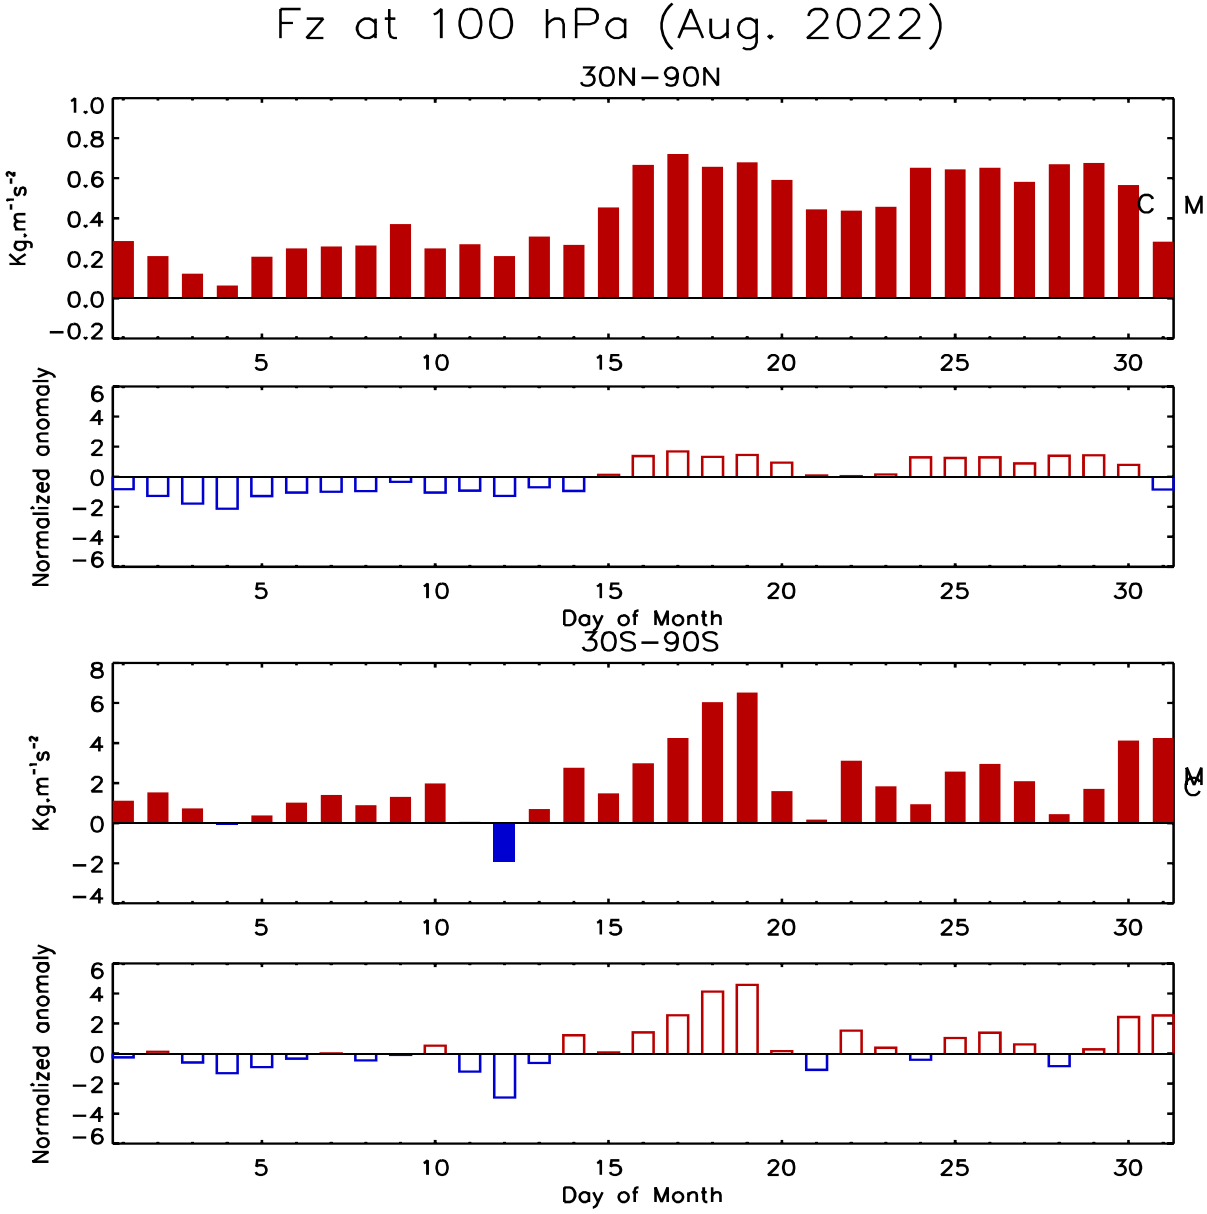 Fz at 100 hPa (Aug. 2022)
30N−90N
Kg.m⁻¹s⁻²
1.0
0.8
0.6
0.4
0.2
0.0
−0.2
C M
5 10 15 20 25 30
Normalized anomaly
6
4
2
0
−2
−4
−6
5 10 15 20 25 30
Day of Month
30S−90S
Kg.m⁻¹s⁻²
8
6
4
2
0
−2
−4
M
C
5 10 15 20 25 30
Normalized anomaly
6
4
2
0
−2
−4
−6
5 10 15 20 25 30
Day of Month